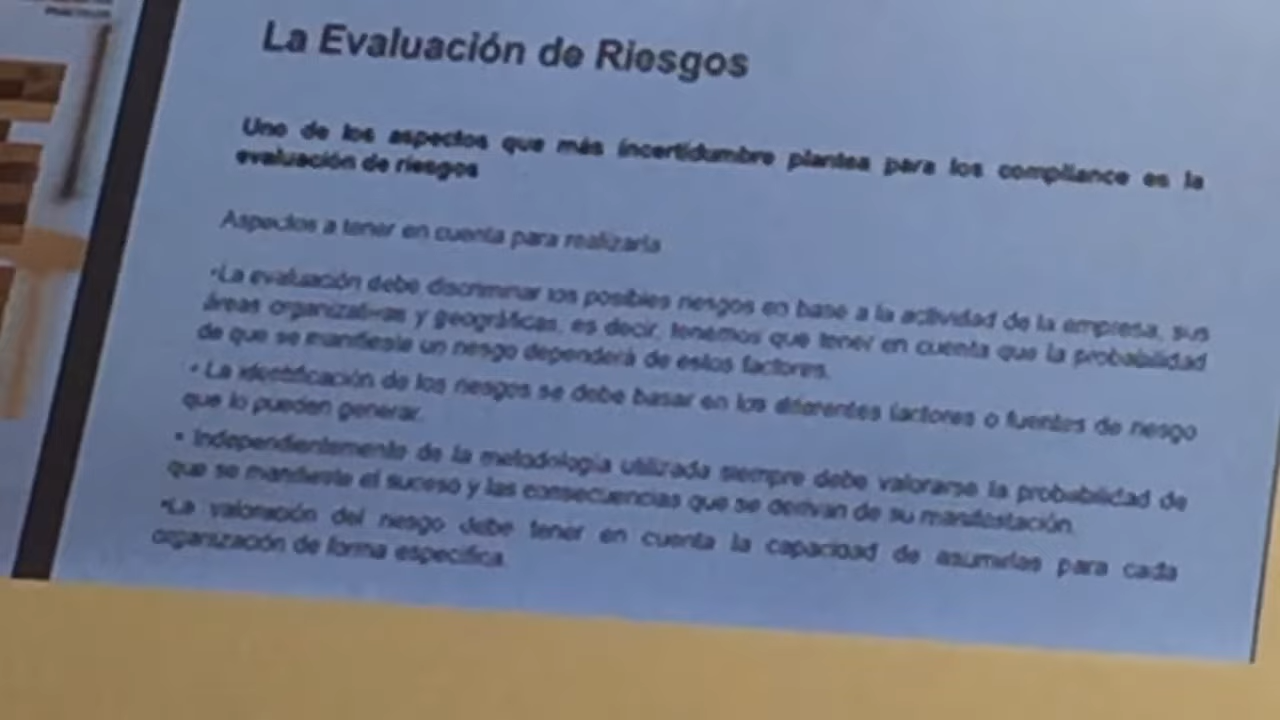 La Evaluación de Riesgos
Uno de los aspectos que más incertidumbre plantea para los compliance es la
evaluación de riesgos
Aspectos a tener en cuenta para realizarla
•La evaluación debe discriminar los posibles riesgos en base a la actividad de la empresa, sus
áreas organizativas y geográficas, es decir, tenemos que tener en cuenta que la probabilidad
de que se manifieste un riesgo dependerá de estos factores.
• La identificación de los riesgos se debe basar en los diferentes factores o fuentes de riesgo
que lo pueden generar.
• Independientemente de la metodología utilizada siempre debe valorarse la probabilidad de
que se manifieste el suceso y las consecuencias que se derivan de su manifestación.
•La valoración del riesgo debe tener en cuenta la capacidad de asumirlas para cada
organización de forma específica.